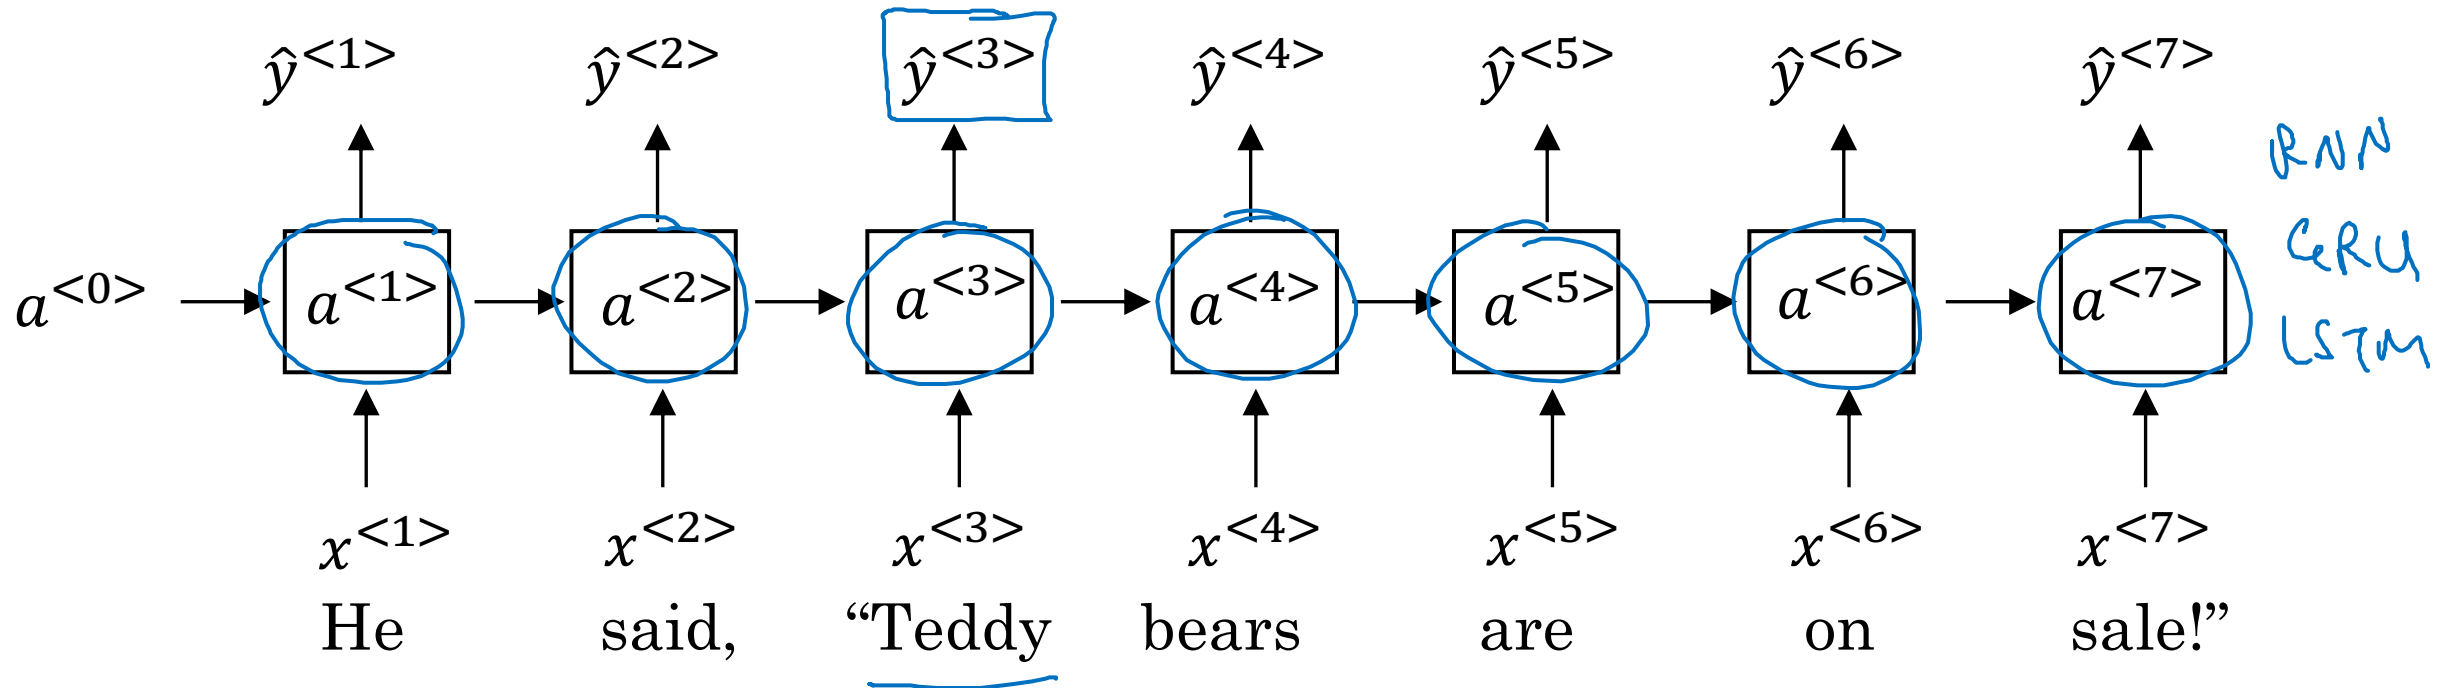 ŷ<1> ŷ<2> ŷ<3> ŷ<4> ŷ<5> ŷ<6> ŷ<7>
RNN
GRU
LSTM
a<0> a<1> a<2> a<3> a<4> a<5> a<6> a<7>
x<1> x<2> x<3> x<4> x<5> x<6> x<7>
He said, “Teddy bears are on sale!”